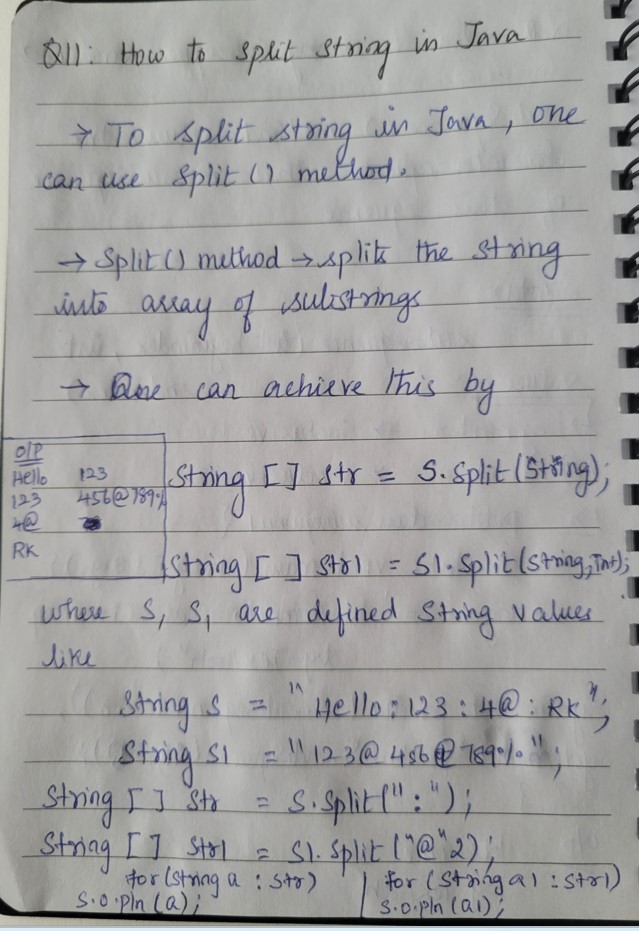 Q11: How to split string in Java
→ To split string in Java, one
can use Split () method.
→ Split() method → splits the string
into array of substrings
→ One can achieve this by
O/P
Hello 123
123 456@789%
4@
RK
String [] str = S.Split(String);
String [] str1 = S1.Split(String,Int);
where S, S1 are defined String values
like
String S = "Hello:123:4@:RK";
String S1 = "123@456@789%";
String [] Str = S.Split(":");
String [] Str1 = S1.Split("@"2);
for(String a : str)
S.O.Pln(a);
for (String a1 : str1)
S.O.Pln(a1);